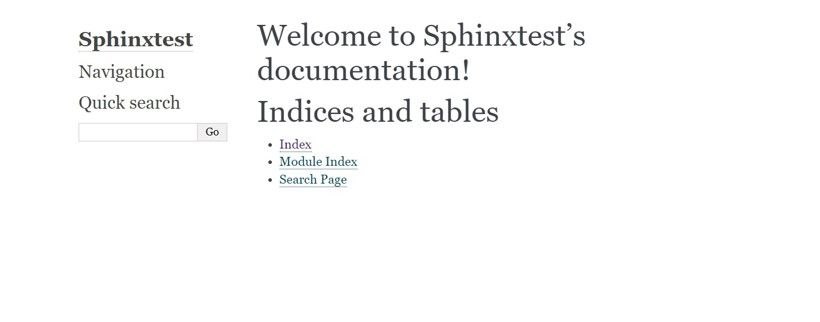 Sphinxtest
Navigation
Quick search
Go
Welcome to Sphinxtest’s
documentation!
Indices and tables
• Index
• Module Index
• Search Page